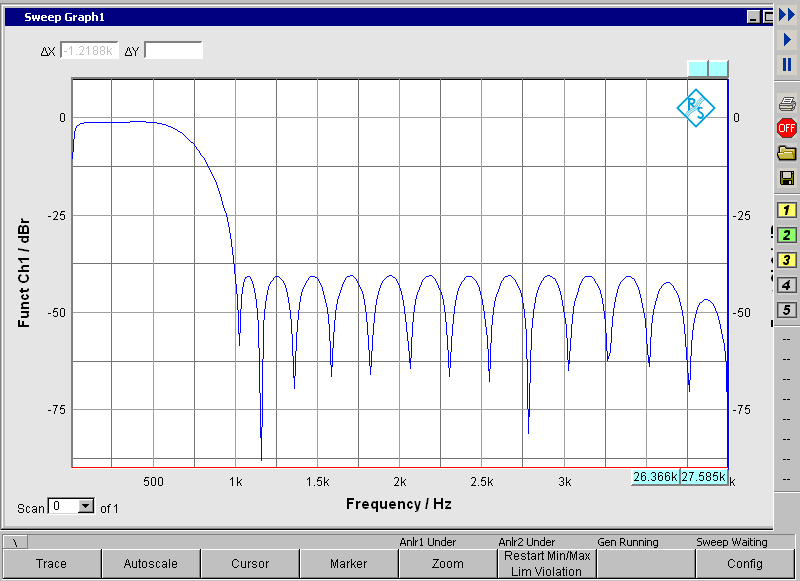 Sweep Graph1
ΔX -1.2188k ΔY
R S
0 0
-25 -25
-50 -50
-75 -75
Funct Ch1 / dBr
500 1k 1.5k 2k 2.5k 3k 26.366k 27.585k k
Frequency / Hz
Scan 0 of 1
OFF
1
2
3
4
5
--
--
--
--
--
--
--
--
\ Anlr1 Under Anlr2 Under Gen Running Sweep Waiting
Trace Autoscale Cursor Marker Zoom Restart Min/Max Config
Lim Violation